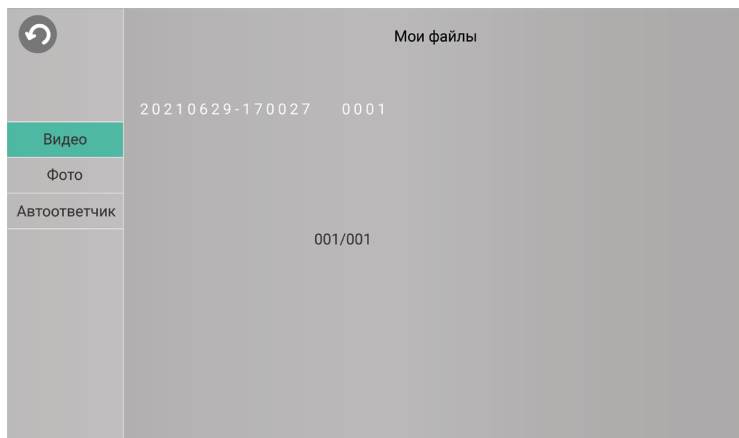 Мои файлы
20210629-170027 0001
Видео
Фото
Автоответчик
001/001